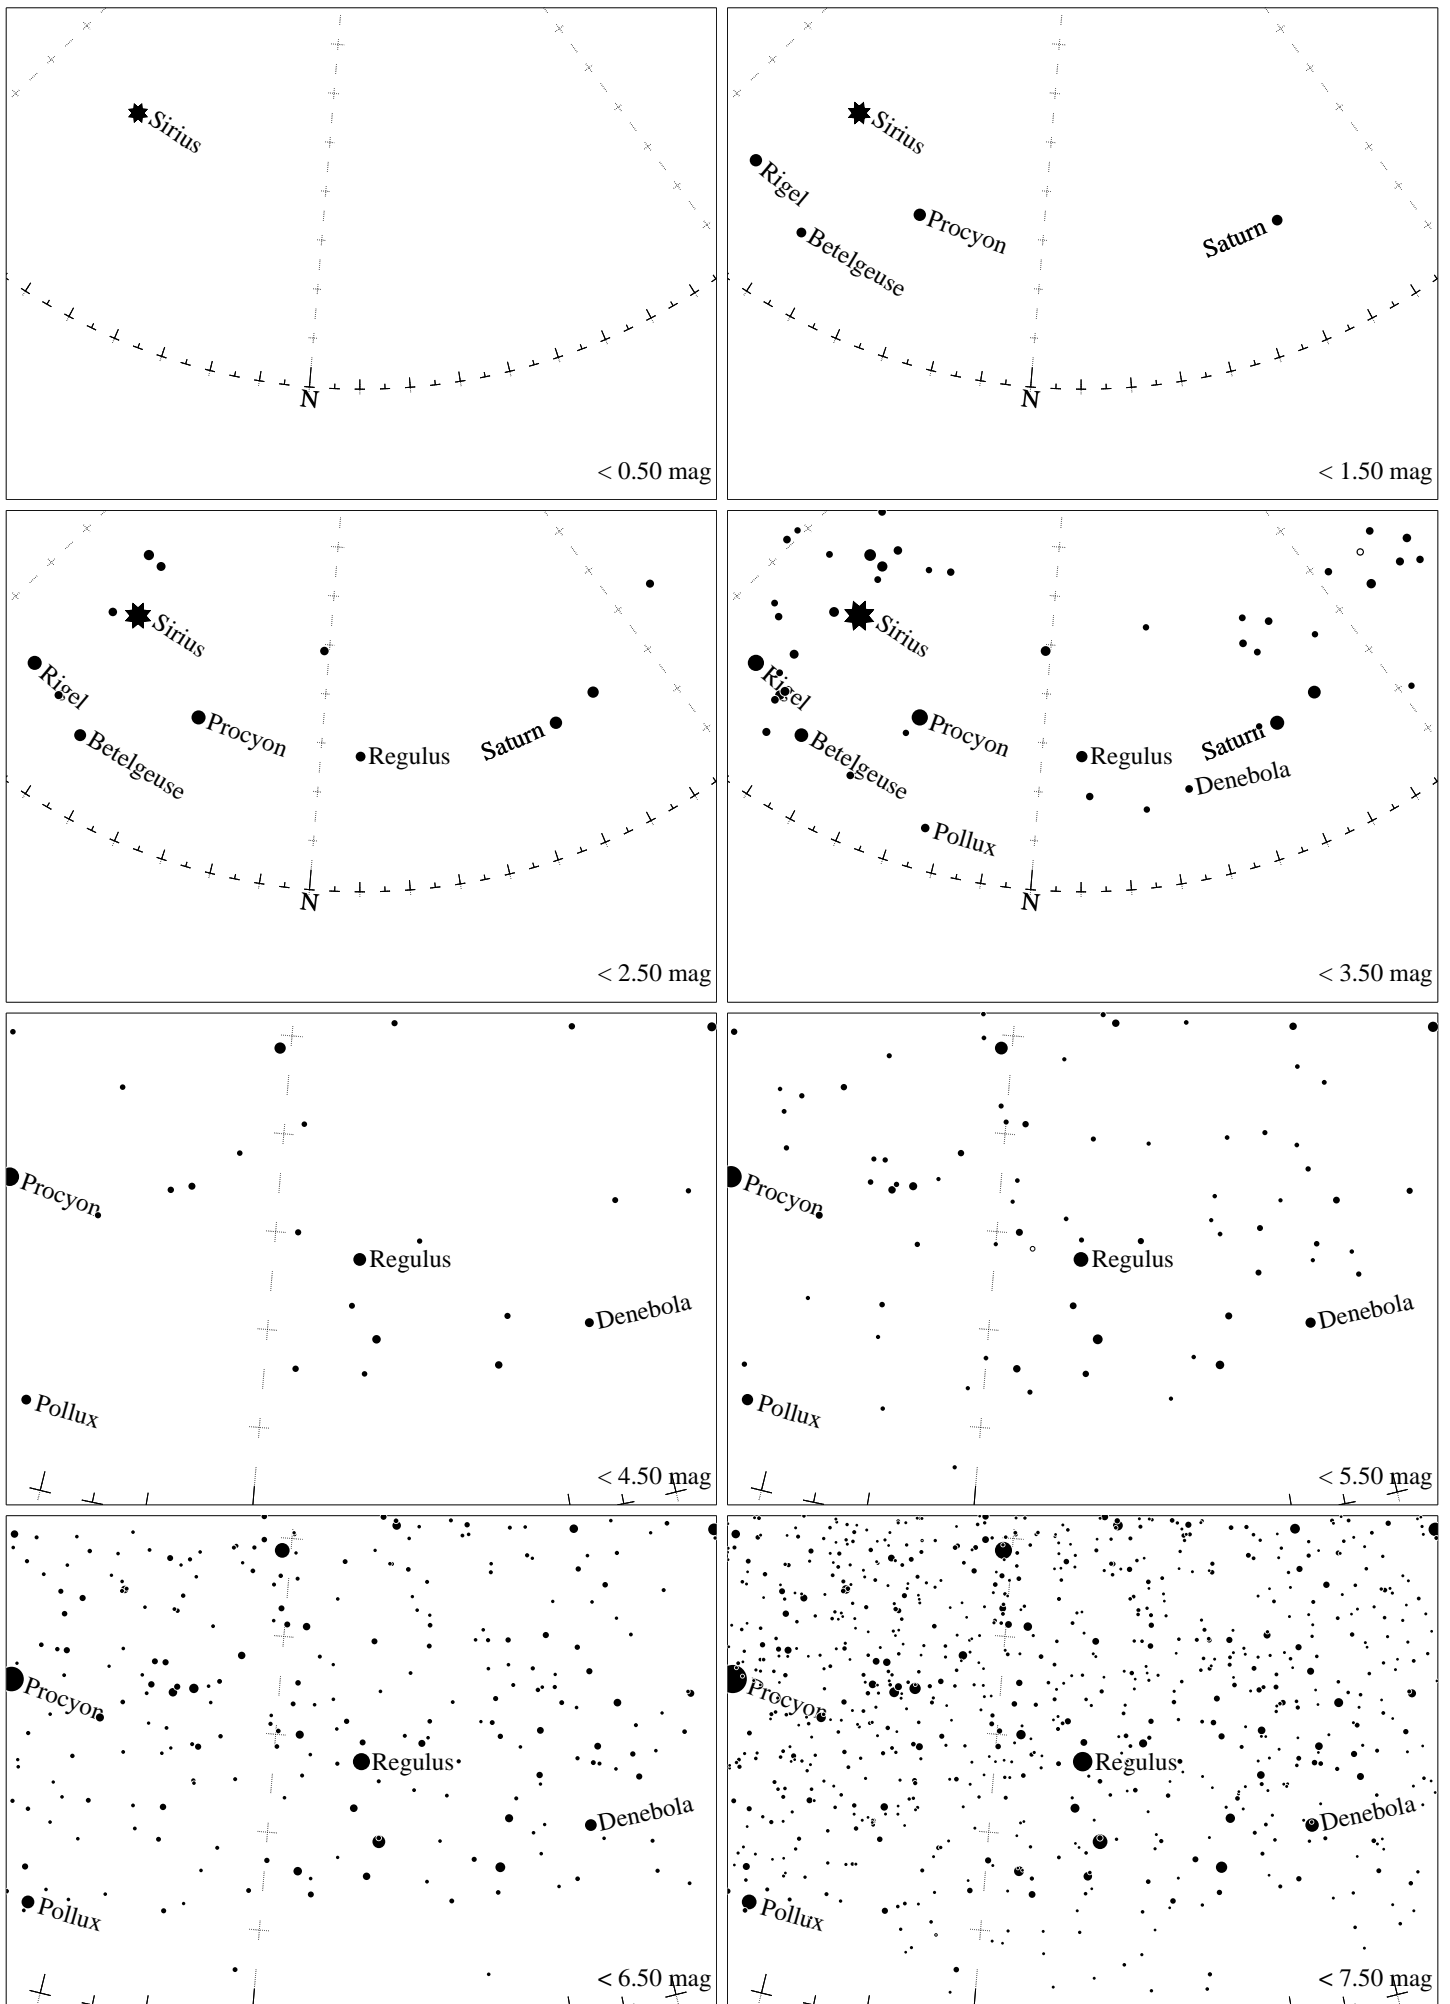 Sirius
N
< 0.50 mag
Sirius
Rigel
Procyon
Betelgeuse
Saturn
N
< 1.50 mag
Sirius
Rigel
Procyon
Betelgeuse
Regulus
Saturn
N
< 2.50 mag
Sirius
Rigel
Procyon
Betelgeuse
Regulus
Saturn
Denebola
Pollux
N
< 3.50 mag
Procyon
Regulus
Denebola
Pollux
< 4.50 mag
Procyon
Regulus
Denebola
Pollux
< 5.50 mag
Procyon
Regulus
Denebola
Pollux
< 6.50 mag
Procyon
Regulus
Denebola
Pollux
< 7.50 mag